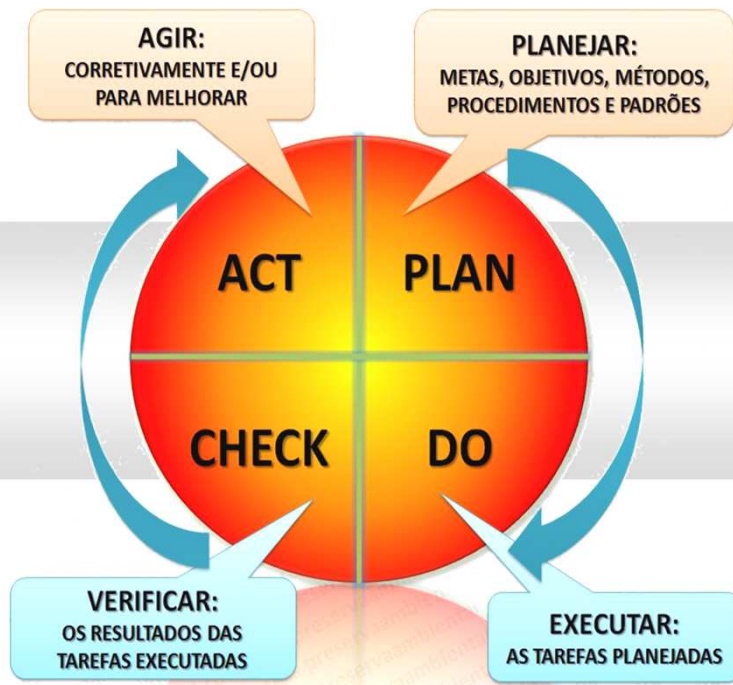 AGIR:
CORRETIVAMENTE E/OU
PARA MELHORAR
PLANEJAR:
METAS, OBJETIVOS, MÉTODOS,
PROCEDIMENTOS E PADRÕES
ACT
PLAN
CHECK
DO
VERIFICAR:
OS RESULTADOS DAS
TAREFAS EXECUTADAS
EXECUTAR:
AS TAREFAS PLANEJADAS